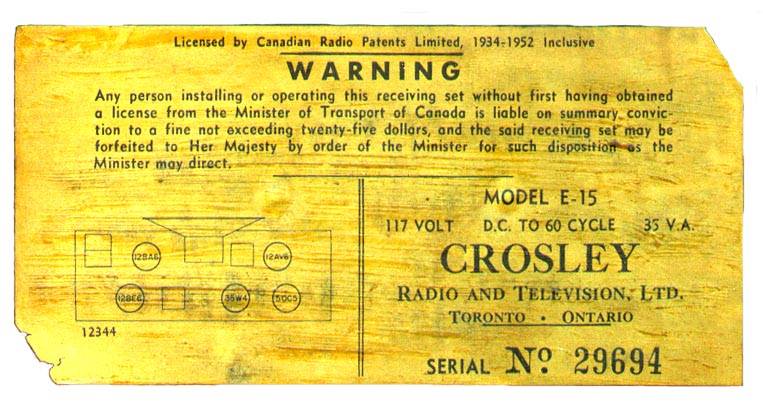 Licensed by Canadian Radio Patents Limited, 1934-1952 Inclusive
WARNING
Any person installing or operating this receiving set without first having obtained
a license from the Minister of Transport of Canada is liable on summary convic-
tion to a fine not exceeding twenty-five dollars, and the said receiving set may be
forfeited to Her Majesty by order of the Minister for such disposition as the
Minister may direct.
12BA6 12AV6
12BE6 35W4 50C5
12344
MODEL E-15
117 VOLT D.C. TO 60 CYCLE 35 V.A.
CROSLEY
RADIO AND TELEVISION, LTD.
TORONTO · ONTARIO
SERIAL No 29694